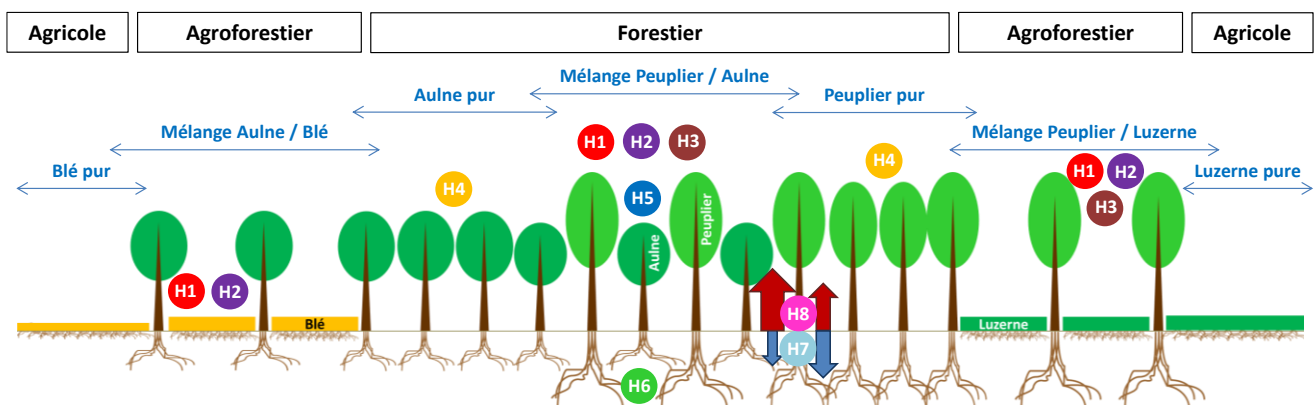 Agricole
Agroforestier
Forestier
Agroforestier
Agricole
Mélange Peuplier / Aulne
Aulne pur
Peuplier pur
Mélange Aulne / Blé
Mélange Peuplier / Luzerne
Blé pur
Luzerne pure
H1
H2
H3
H4
H4
H1
H2
H3
H5
Peuplier
Aulne
H1
H2
Blé
H8
H7
Luzerne
H6